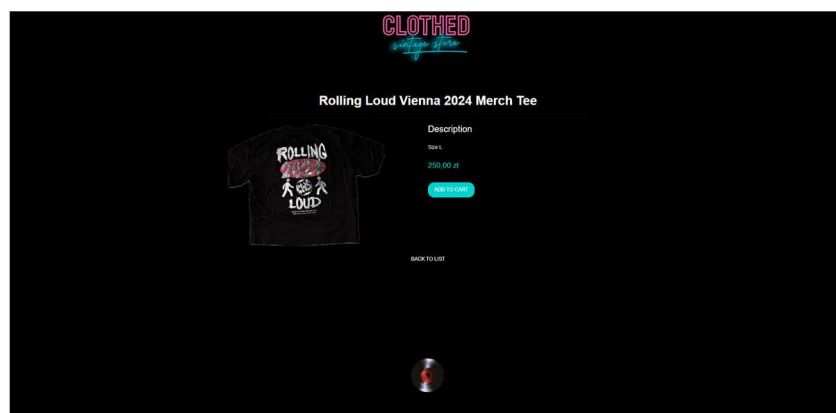 CLOTHED
vintage store
Rolling Loud Vienna 2024 Merch Tee
Description
Size L
250,00 zł
ADD TO CART
ROLLING
LOUD
BACK TO LIST